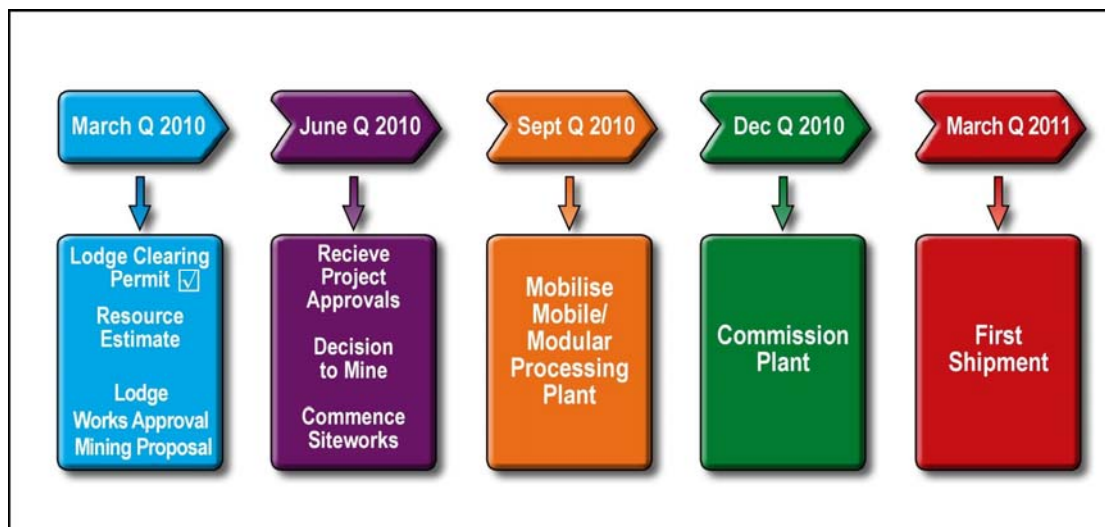 March Q 2010
June Q 2010
Sept Q 2010
Dec Q 2010
March Q 2011
Lodge Clearing
Permit ☑
Resource
Estimate
Lodge
Works Approval
Mining Proposal
Recieve
Project
Approvals
Decision
to Mine
Commence
Siteworks
Mobilise
Mobile/
Modular
Processing
Plant
Commission
Plant
First
Shipment